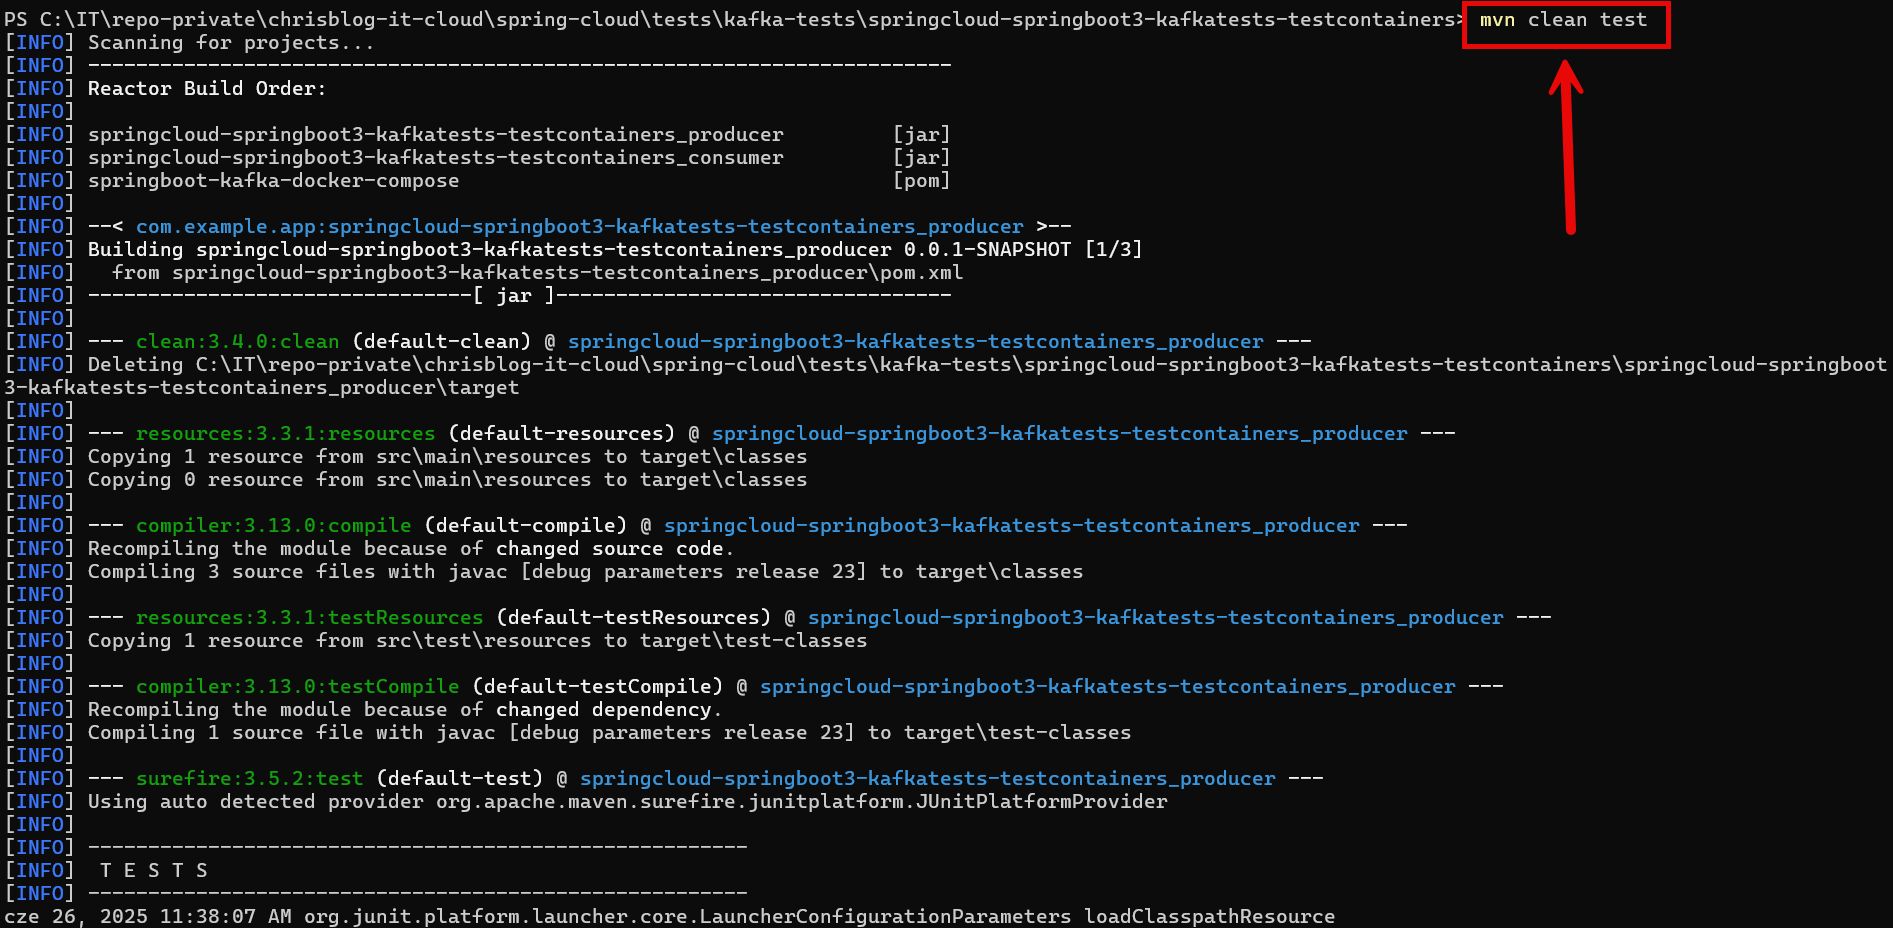 PS C:\IT\repo-private\chrisblog-it-cloud\spring-cloud\tests\kafka-tests\springcloud-springboot3-kafkatests-testcontainers> mvn clean test
[INFO] Scanning for projects...
[INFO] ------------------------------------------------------------------------
[INFO] Reactor Build Order:
[INFO]
[INFO] springcloud-springboot3-kafkatests-testcontainers_producer         [jar]
[INFO] springcloud-springboot3-kafkatests-testcontainers_consumer         [jar]
[INFO] springboot-kafka-docker-compose                                    [pom]
[INFO]
[INFO] --< com.example.app:springcloud-springboot3-kafkatests-testcontainers_producer >--
[INFO] Building springcloud-springboot3-kafkatests-testcontainers_producer 0.0.1-SNAPSHOT [1/3]
[INFO]   from springcloud-springboot3-kafkatests-testcontainers_producer\pom.xml
[INFO] --------------------------------[ jar ]---------------------------------
[INFO]
[INFO] --- clean:3.4.0:clean (default-clean) @ springcloud-springboot3-kafkatests-testcontainers_producer ---
[INFO] Deleting C:\IT\repo-private\chrisblog-it-cloud\spring-cloud\tests\kafka-tests\springcloud-springboot3-kafkatests-testcontainers\springcloud-springboot
3-kafkatests-testcontainers_producer\target
[INFO]
[INFO] --- resources:3.3.1:resources (default-resources) @ springcloud-springboot3-kafkatests-testcontainers_producer ---
[INFO] Copying 1 resource from src\main\resources to target\classes
[INFO] Copying 0 resource from src\main\resources to target\classes
[INFO]
[INFO] --- compiler:3.13.0:compile (default-compile) @ springcloud-springboot3-kafkatests-testcontainers_producer ---
[INFO] Recompiling the module because of changed source code.
[INFO] Compiling 3 source files with javac [debug parameters release 23] to target\classes
[INFO]
[INFO] --- resources:3.3.1:testResources (default-testResources) @ springcloud-springboot3-kafkatests-testcontainers_producer ---
[INFO] Copying 1 resource from src\test\resources to target\test-classes
[INFO]
[INFO] --- compiler:3.13.0:testCompile (default-testCompile) @ springcloud-springboot3-kafkatests-testcontainers_producer ---
[INFO] Recompiling the module because of changed dependency.
[INFO] Compiling 1 source file with javac [debug parameters release 23] to target\test-classes
[INFO]
[INFO] --- surefire:3.5.2:test (default-test) @ springcloud-springboot3-kafkatests-testcontainers_producer ---
[INFO] Using auto detected provider org.apache.maven.surefire.junitplatform.JUnitPlatformProvider
[INFO]
[INFO] -------------------------------------------------------
[INFO]  T E S T S
[INFO] -------------------------------------------------------
cze 26, 2025 11:38:07 AM org.junit.platform.launcher.core.LauncherConfigurationParameters loadClasspathResource